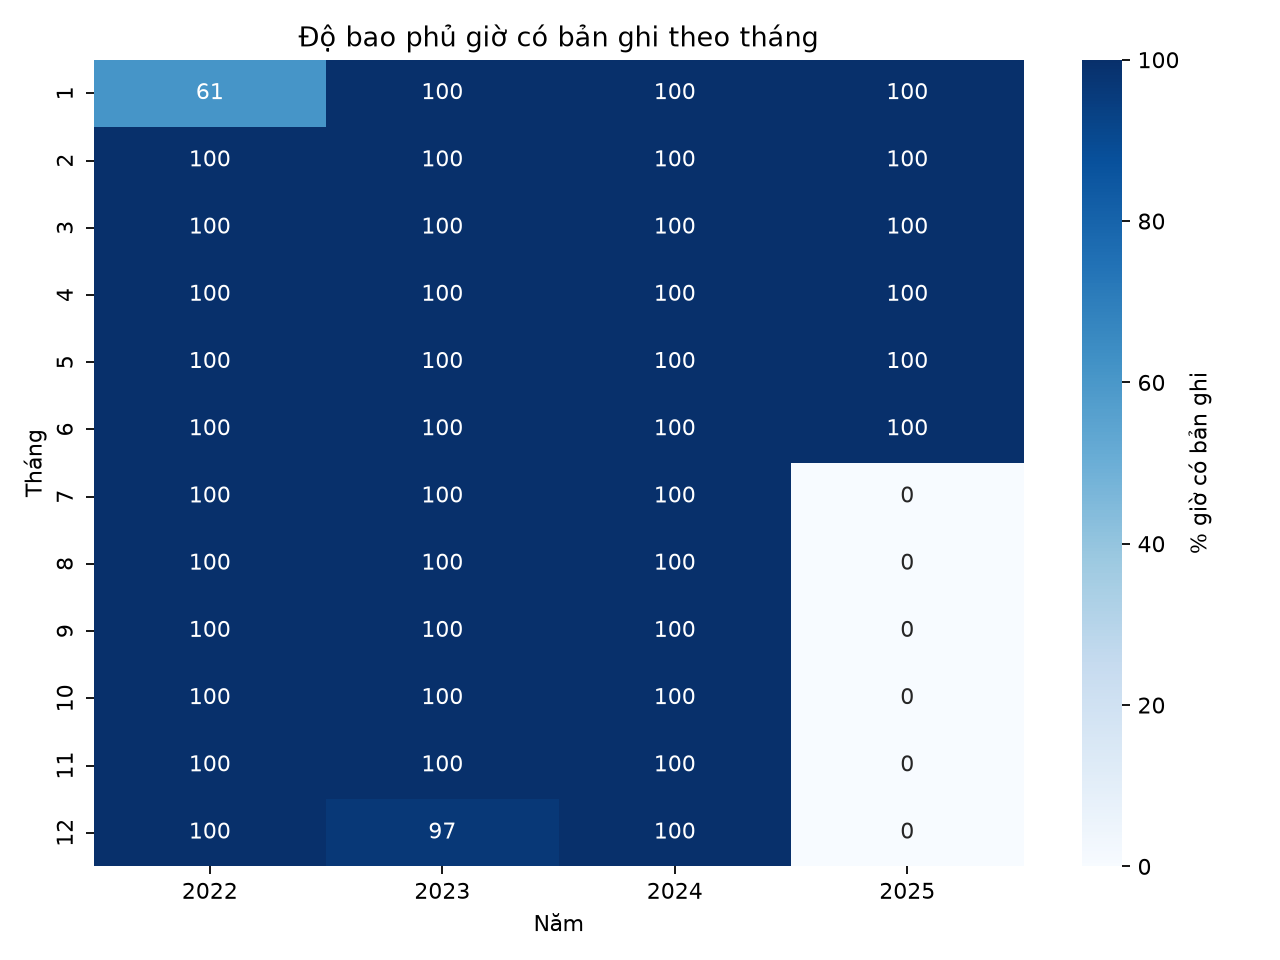 Độ bao phủ giờ có bản ghi theo tháng
1 61 100 100 100
2 100 100 100 100
3 100 100 100 100
4 100 100 100 100
5 100 100 100 100
6 100 100 100 100
7 100 100 100 0
8 100 100 100 0
9 100 100 100 0
10 100 100 100 0
11 100 100 100 0
12 100 97 100 0
2022 2023 2024 2025
Năm
Tháng
100
80
60
40
20
0
% giờ có bản ghi